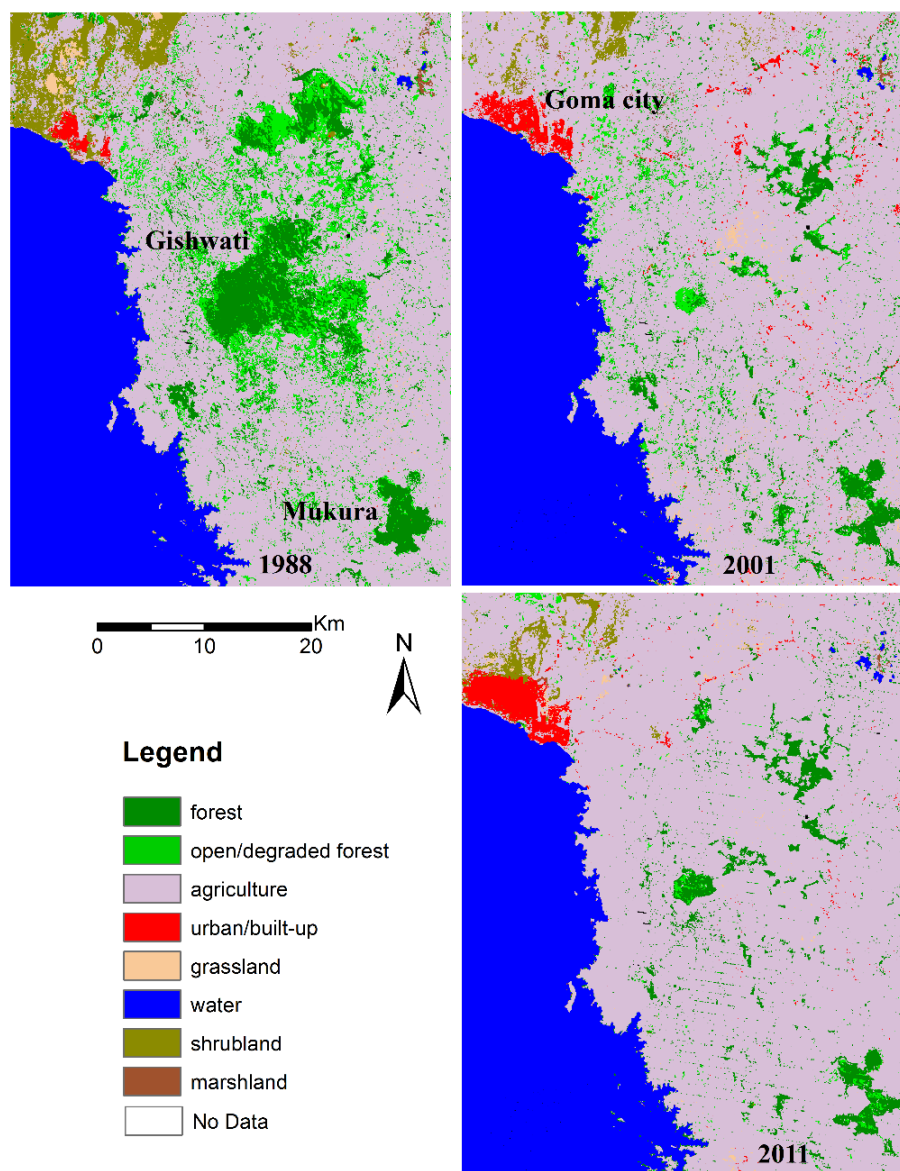 Goma city
Gishwati
Mukura
1988
2001
Km
0 10 20
N
Legend
forest
open/degraded forest
agriculture
urban/built-up
grassland
water
shrubland
marshland
No Data
2011